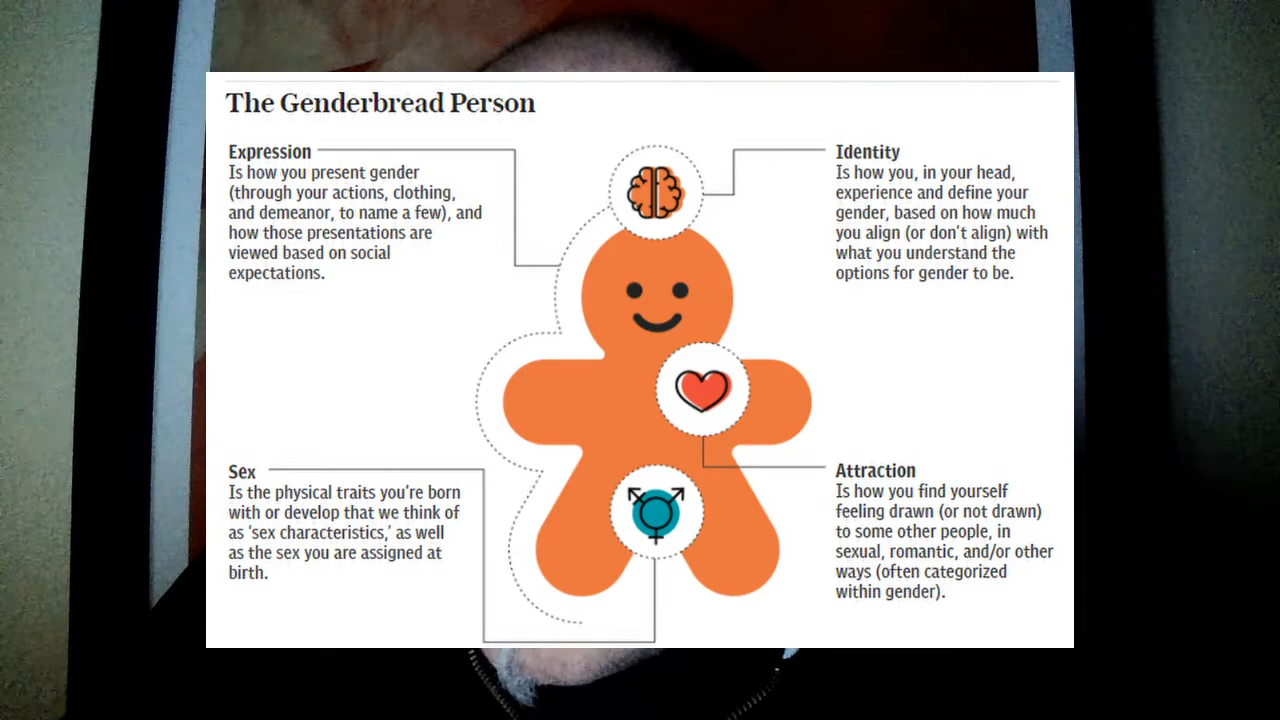 The Genderbread Person
Expression
Is how you present gender
(through your actions, clothing,
and demeanor, to name a few), and
how those presentations are
viewed based on social
expectations.
Identity
Is how you, in your head,
experience and define your
gender, based on how much
you align (or don't align) with
what you understand the
options for gender to be.
Sex
Is the physical traits you're born
with or develop that we think of
as 'sex characteristics,' as well
as the sex you are assigned at
birth.
Attraction
Is how you find yourself
feeling drawn (or not drawn)
to some other people, in
sexual, romantic, and/or other
ways (often categorized
within gender).